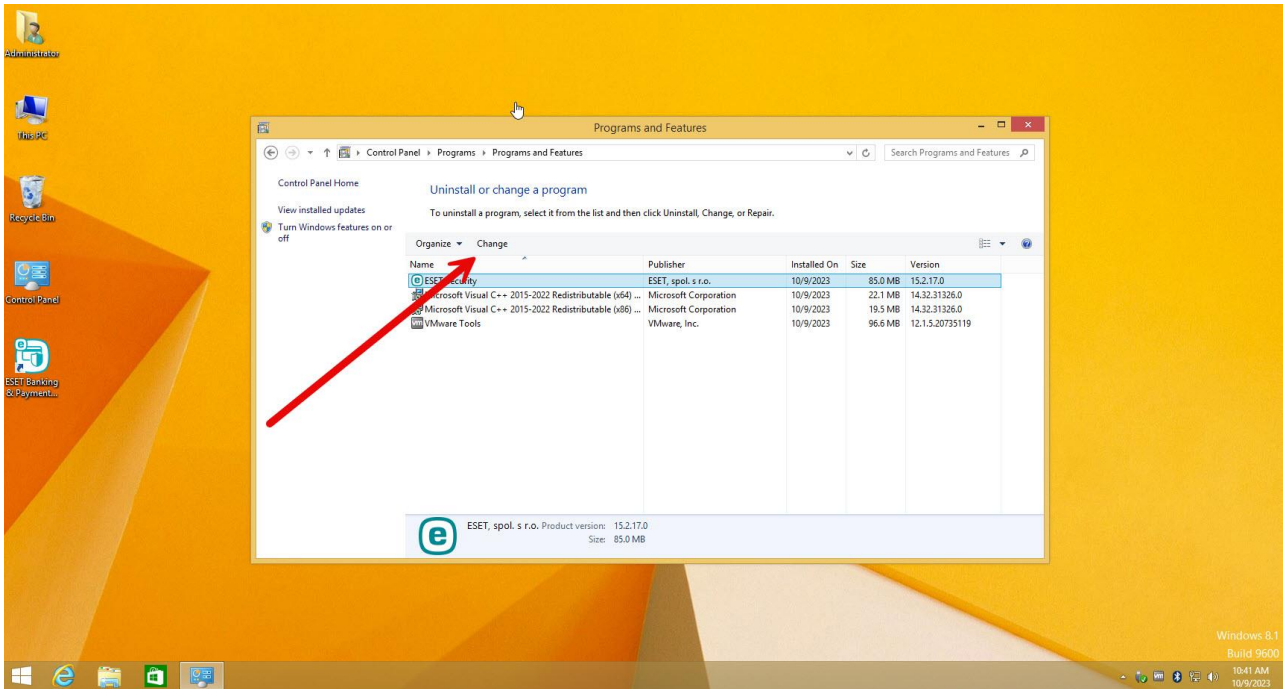 Administrator
This PC
Recycle Bin
Control Panel
ESET Banking
& Payment...
Programs and Features
Control Panel Programs Programs and Features
Search Programs and Features
Control Panel Home
View installed updates
Turn Windows features on or
off
Uninstall or change a program
To uninstall a program, select it from the list and then click Uninstall, Change, or Repair.
Organize Change
Name Publisher Installed On Size Version
ESET Security ESET, spol. s r.o. 10/9/2023 85.0 MB 15.2.17.0
Microsoft Visual C++ 2015-2022 Redistributable (x64) ... Microsoft Corporation 10/9/2023 22.1 MB 14.32.31326.0
Microsoft Visual C++ 2015-2022 Redistributable (x86) ... Microsoft Corporation 10/9/2023 19.5 MB 14.32.31326.0
VMware Tools VMware, Inc. 10/9/2023 96.6 MB 12.1.5.20735119
ESET, spol. s r.o. Product version: 15.2.17.0
Size: 85.0 MB
Windows 8.1
Build 9600
10:41 AM
10/9/2023